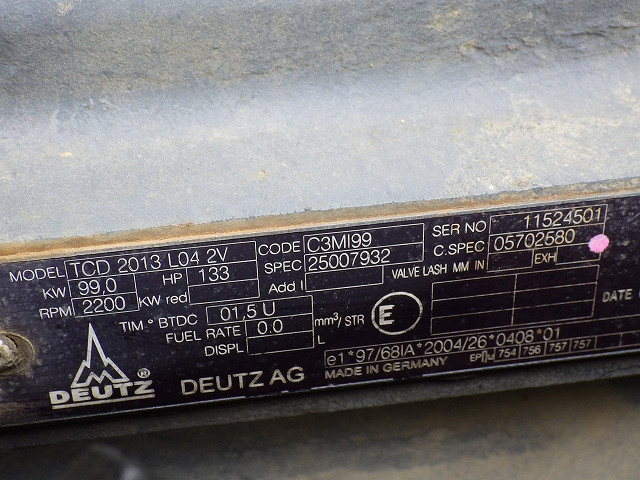 MODEL TCD 2013 L04 2V CODE C3MI99 SER NO 11524501
KW 99,0 HP 133 SPEC 25007932 C.SPEC 05702580
RPM 2200 KW red Add I VALVE LASH MM IN EXH
TIM ° BTDC 01,5 U
FUEL RATE 0.0 mm³/STR E DATE
DISPL L
e1*97/68IA*2004/26*0408*01
DEUTZ® DEUTZ AG MADE IN GERMANY EP 754 756 757 757